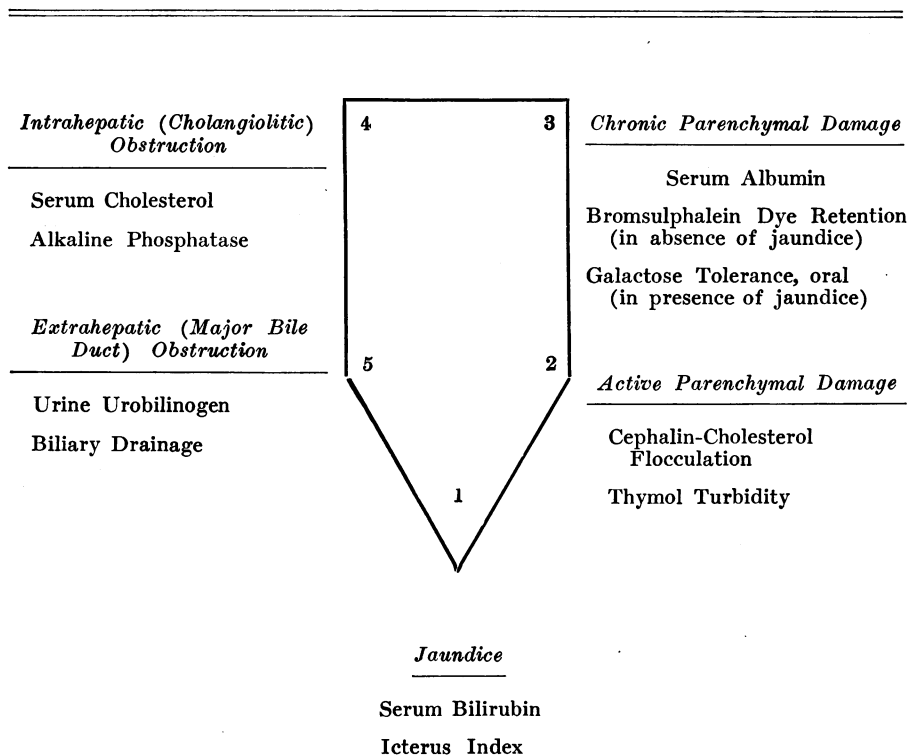 Intrahepatic (Cholangiolitic)
Obstruction
Serum Cholesterol
Alkaline Phosphatase
Extrahepatic (Major Bile
Duct) Obstruction
Urine Urobilinogen
Biliary Drainage
4
3
5
2
1
Chronic Parenchymal Damage
Serum Albumin
Bromsulphalein Dye Retention
(in absence of jaundice)
Galactose Tolerance, oral
(in presence of jaundice)
Active Parenchymal Damage
Cephalin-Cholesterol
Flocculation
Thymol Turbidity
Jaundice
Serum Bilirubin
Icterus Index